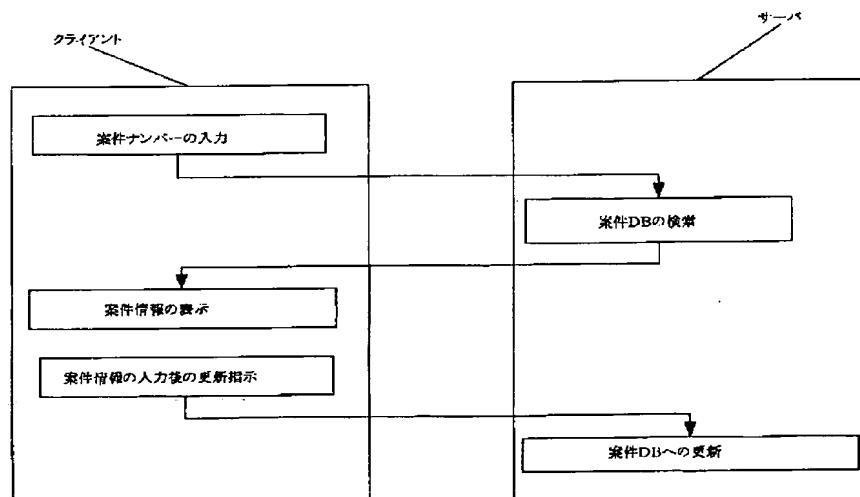 クライアント
サーバ
案件ナンバーの入力
案件DBの検索
案件情報の表示
案件情報の入力後の更新指示
案件DBへの更新